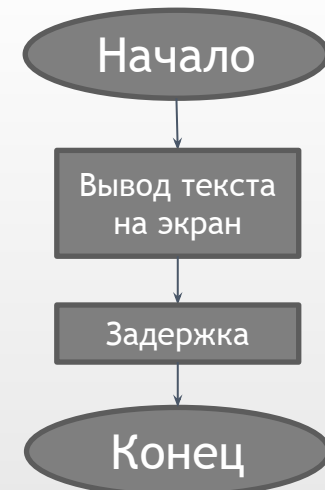 Начало
Вывод текста
на экран
Задержка
Конец